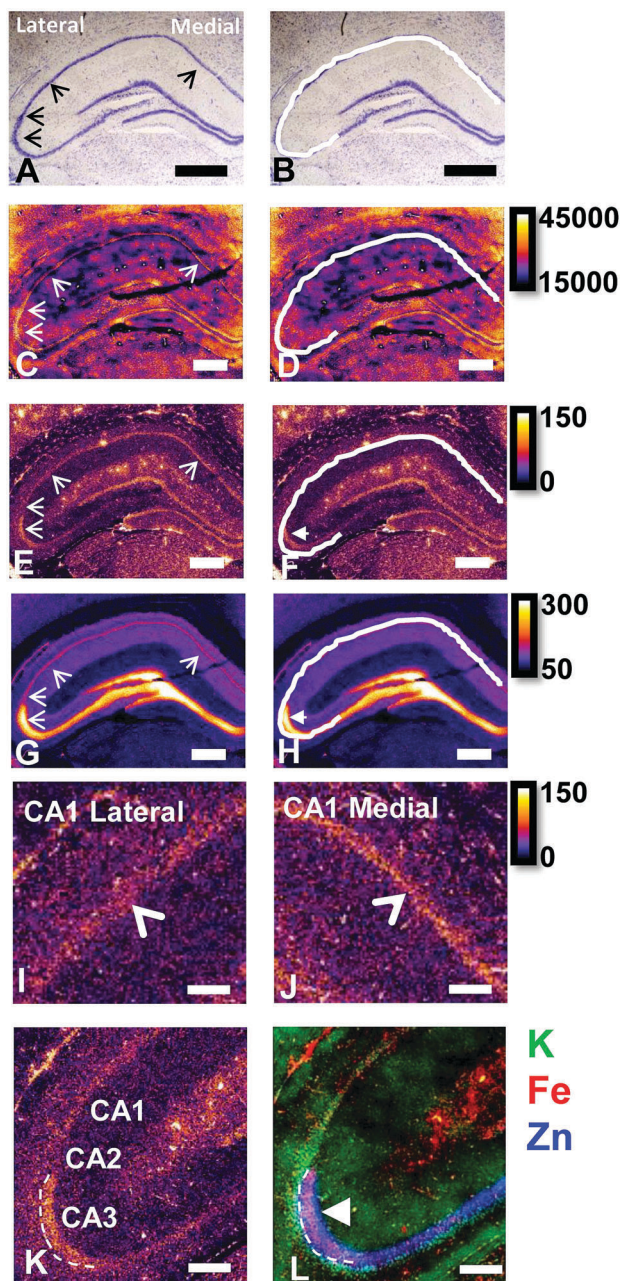 Lateral Medial
A B
45000
15000
C D
150
0
E F
300
50
G H
CA1 Lateral CA1 Medial
150
0
I J
CA1
CA2
CA3
K L
K
Fe
Zn